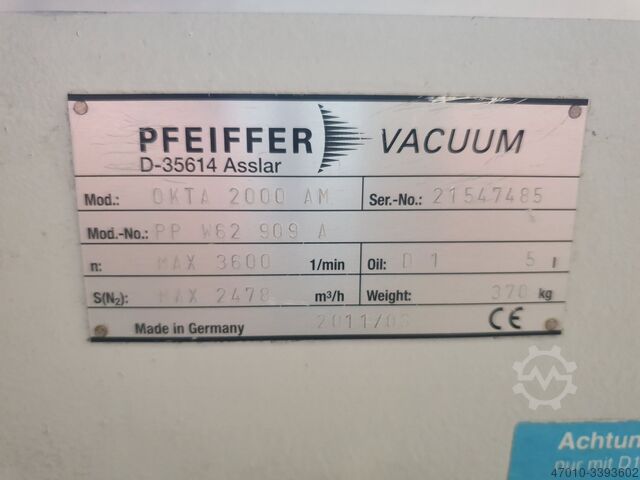 PFEIFFER VACUUM
D-35614 Asslar
Mod.: OKTA 2000 AM Ser.-No.: 21547485
Mod.-No.: PP W62 909 A
n: MAX 3600 1/min Oil: D 1 5 l
S(N₂): MAX 2478 m³/h Weight: 370 kg
Made in Germany 2011/03 CE
Achtun
nur mit D1
47010-3393602